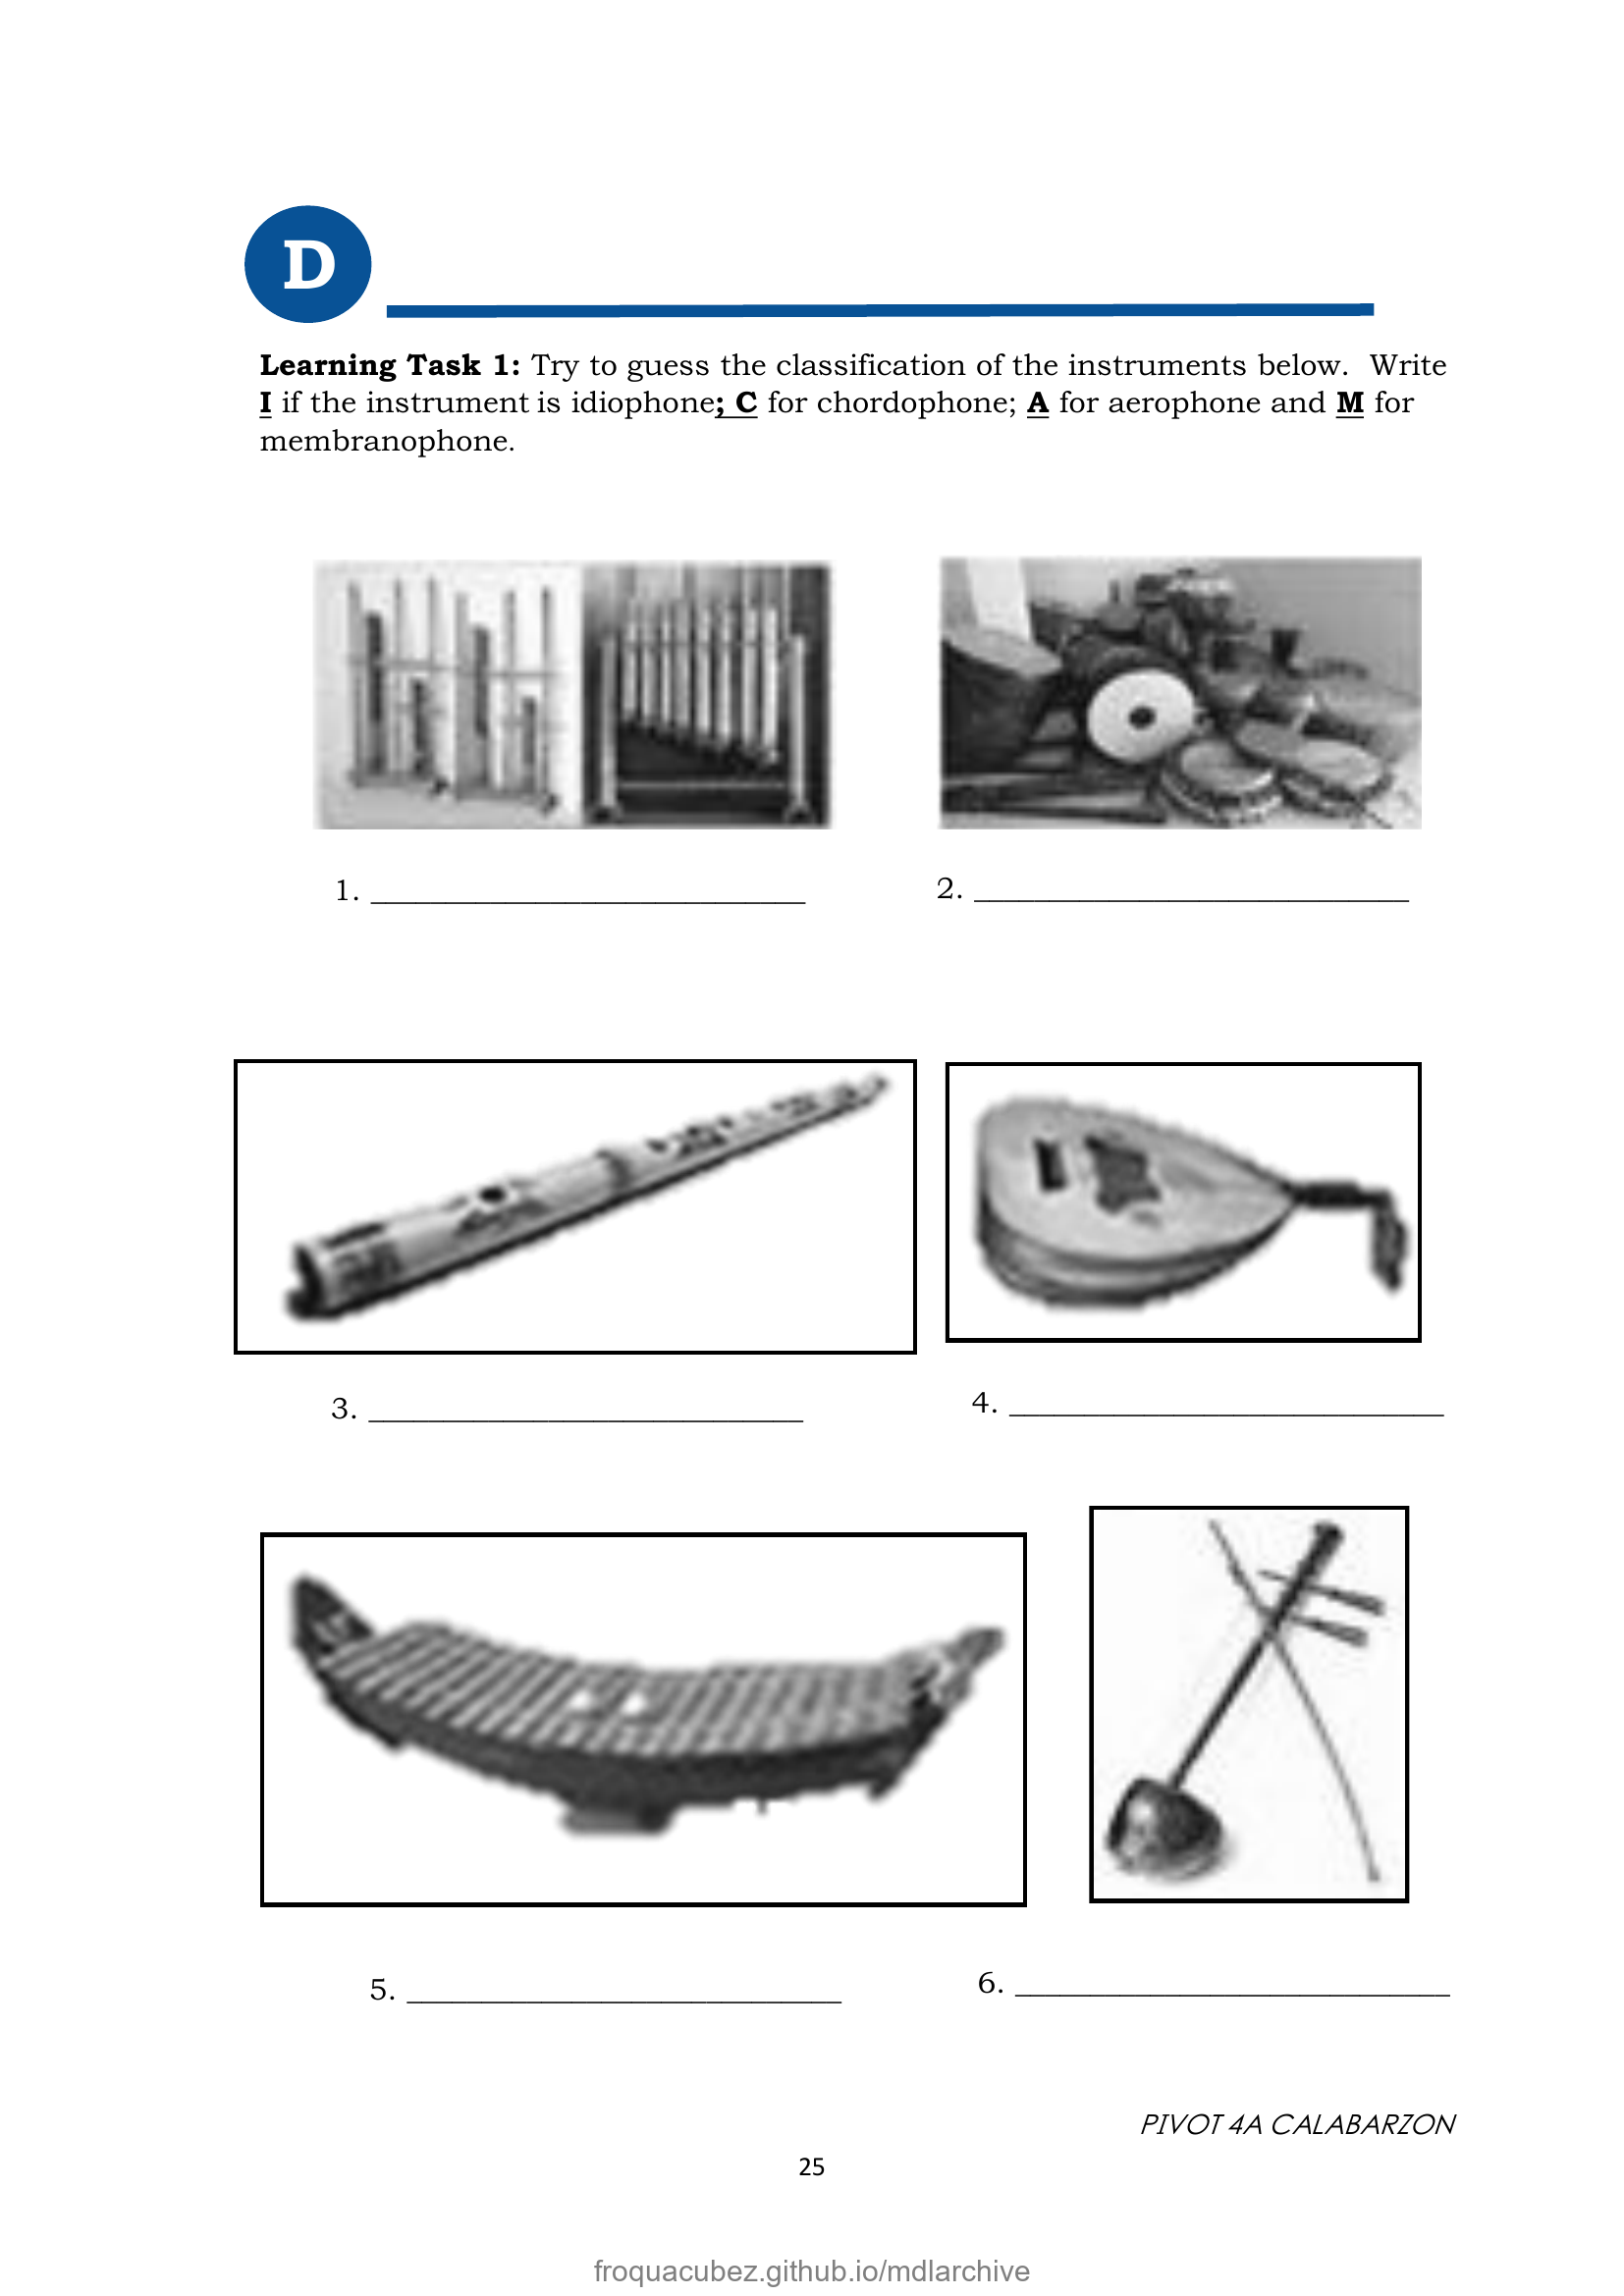 D
Learning Task 1: Try to guess the classification of the instruments below. Write
I if the instrument is idiophone; C for chordophone; A for aerophone and M for
membranophone.
1. ____________________________
2. ____________________________
3. ____________________________
4. ____________________________
5. ____________________________
6. ____________________________
PIVOT 4A CALABARZON
25
froquacubez.github.io/mdlarchive